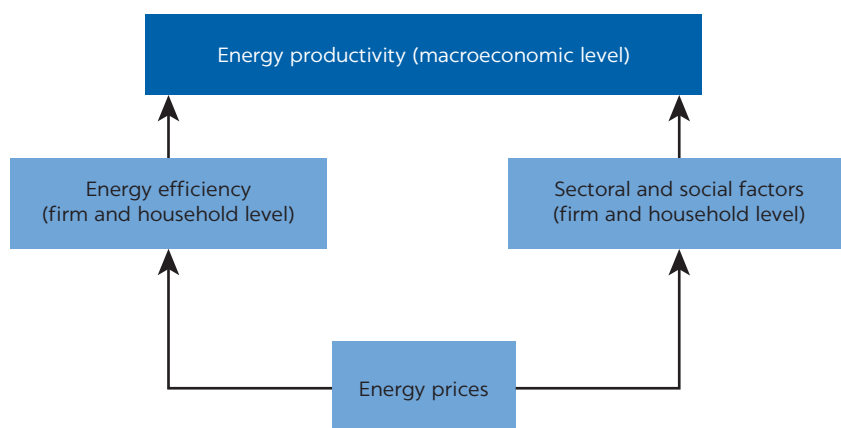 Energy productivity (macroeconomic level)
Energy efficiency
(firm and household level)
Sectoral and social factors
(firm and household level)
Energy prices